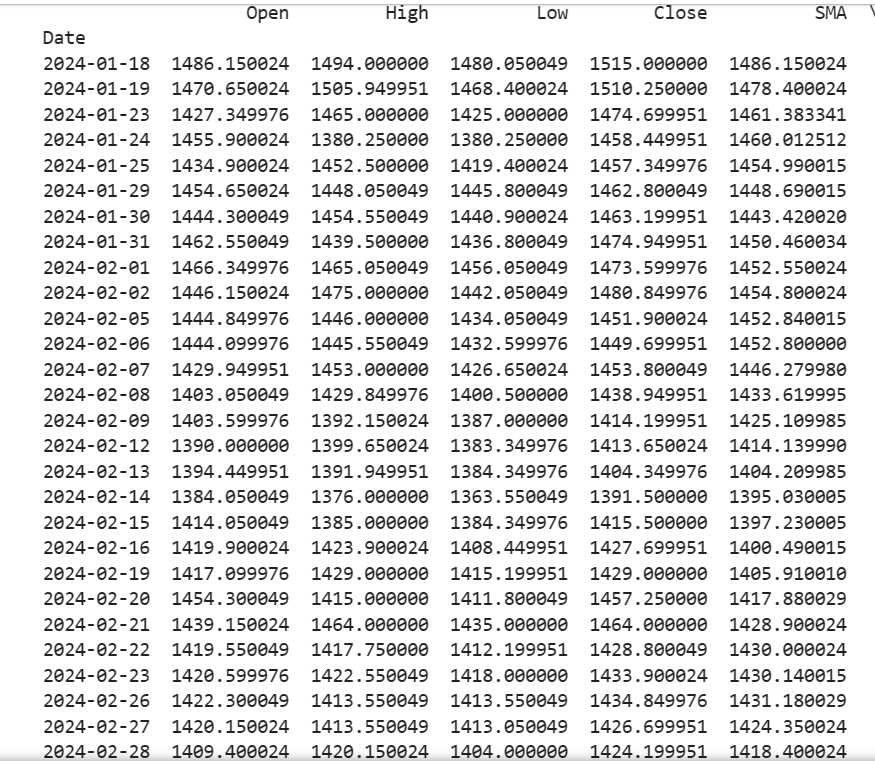 Open High Low Close SMA \
Date
2024-01-18 1486.150024 1494.000000 1480.050049 1515.000000 1486.150024
2024-01-19 1470.650024 1505.949951 1468.400024 1510.250000 1478.400024
2024-01-23 1427.349976 1465.000000 1425.000000 1474.699951 1461.383341
2024-01-24 1455.900024 1380.250000 1380.250000 1458.449951 1460.012512
2024-01-25 1434.900024 1452.500000 1419.400024 1457.349976 1454.990015
2024-01-29 1454.650024 1448.050049 1445.800049 1462.800049 1448.690015
2024-01-30 1444.300049 1454.550049 1440.900024 1463.199951 1443.420020
2024-01-31 1462.550049 1439.500000 1436.800049 1474.949951 1450.460034
2024-02-01 1466.349976 1465.050049 1456.050049 1473.599976 1452.550024
2024-02-02 1446.150024 1475.000000 1442.050049 1480.849976 1454.800024
2024-02-05 1444.849976 1446.000000 1434.050049 1451.900024 1452.840015
2024-02-06 1444.099976 1445.550049 1432.599976 1449.699951 1452.800000
2024-02-07 1429.949951 1453.000000 1426.650024 1453.800049 1446.279980
2024-02-08 1403.050049 1429.849976 1400.500000 1438.949951 1433.619995
2024-02-09 1403.599976 1392.150024 1387.000000 1414.199951 1425.109985
2024-02-12 1390.000000 1399.650024 1383.349976 1413.650024 1414.139990
2024-02-13 1394.449951 1391.949951 1384.349976 1404.349976 1404.209985
2024-02-14 1384.050049 1376.000000 1363.550049 1391.500000 1395.030005
2024-02-15 1414.050049 1385.000000 1384.349976 1415.500000 1397.230005
2024-02-16 1419.900024 1423.900024 1408.449951 1427.699951 1400.490015
2024-02-19 1417.099976 1429.000000 1415.199951 1429.000000 1405.910010
2024-02-20 1454.300049 1415.000000 1411.800049 1457.250000 1417.880029
2024-02-21 1439.150024 1464.000000 1435.000000 1464.000000 1428.900024
2024-02-22 1419.550049 1417.750000 1412.199951 1428.800049 1430.000024
2024-02-23 1420.599976 1422.550049 1418.000000 1433.900024 1430.140015
2024-02-26 1422.300049 1413.550049 1413.550049 1434.849976 1431.180029
2024-02-27 1420.150024 1413.550049 1413.050049 1426.699951 1424.350024
2024-02-28 1409.400024 1420.150024 1404.000000 1424.199951 1418.400024